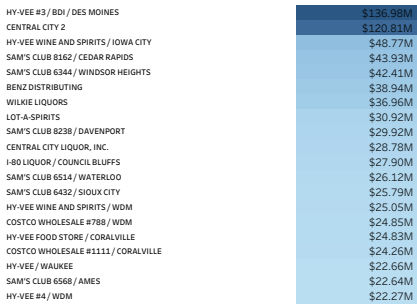 HY-VEE #3 / BDI / DES MOINES $136.98M
CENTRAL CITY 2 $120.81M
HY-VEE WINE AND SPIRITS / IOWA CITY $48.77M
SAM'S CLUB 8162 / CEDAR RAPIDS $43.93M
SAM'S CLUB 6344 / WINDSOR HEIGHTS $42.41M
BENZ DISTRIBUTING $38.94M
WILKIE LIQUORS $36.96M
LOT-A-SPIRITS $30.92M
SAM'S CLUB 8238 / DAVENPORT $29.92M
CENTRAL CITY LIQUOR, INC. $28.78M
I-80 LIQUOR / COUNCIL BLUFFS $27.90M
SAM'S CLUB 6514 / WATERLOO $26.12M
SAM'S CLUB 6432 / SIOUX CITY $25.79M
HY-VEE WINE AND SPIRITS / WDM $25.05M
COSTCO WHOLESALE #788 / WDM $24.85M
HY-VEE FOOD STORE / CORALVILLE $24.83M
COSTCO WHOLESALE #1111 / CORALVILLE $24.26M
HY-VEE / WAUKEE $22.66M
SAM'S CLUB 6568 / AMES $22.64M
HY-VEE #4 / WDM $22.27M